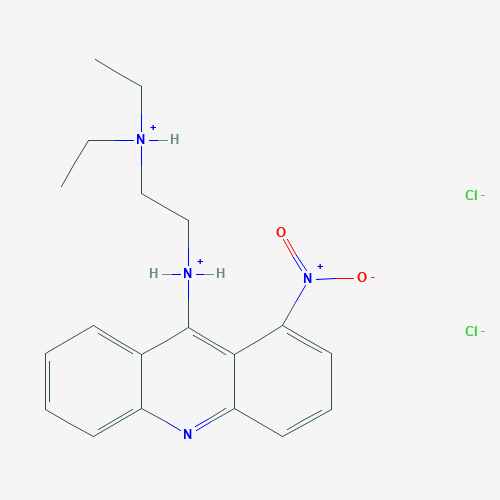 N + H
Cl -
O
H N + H
N + O -
Cl -
N